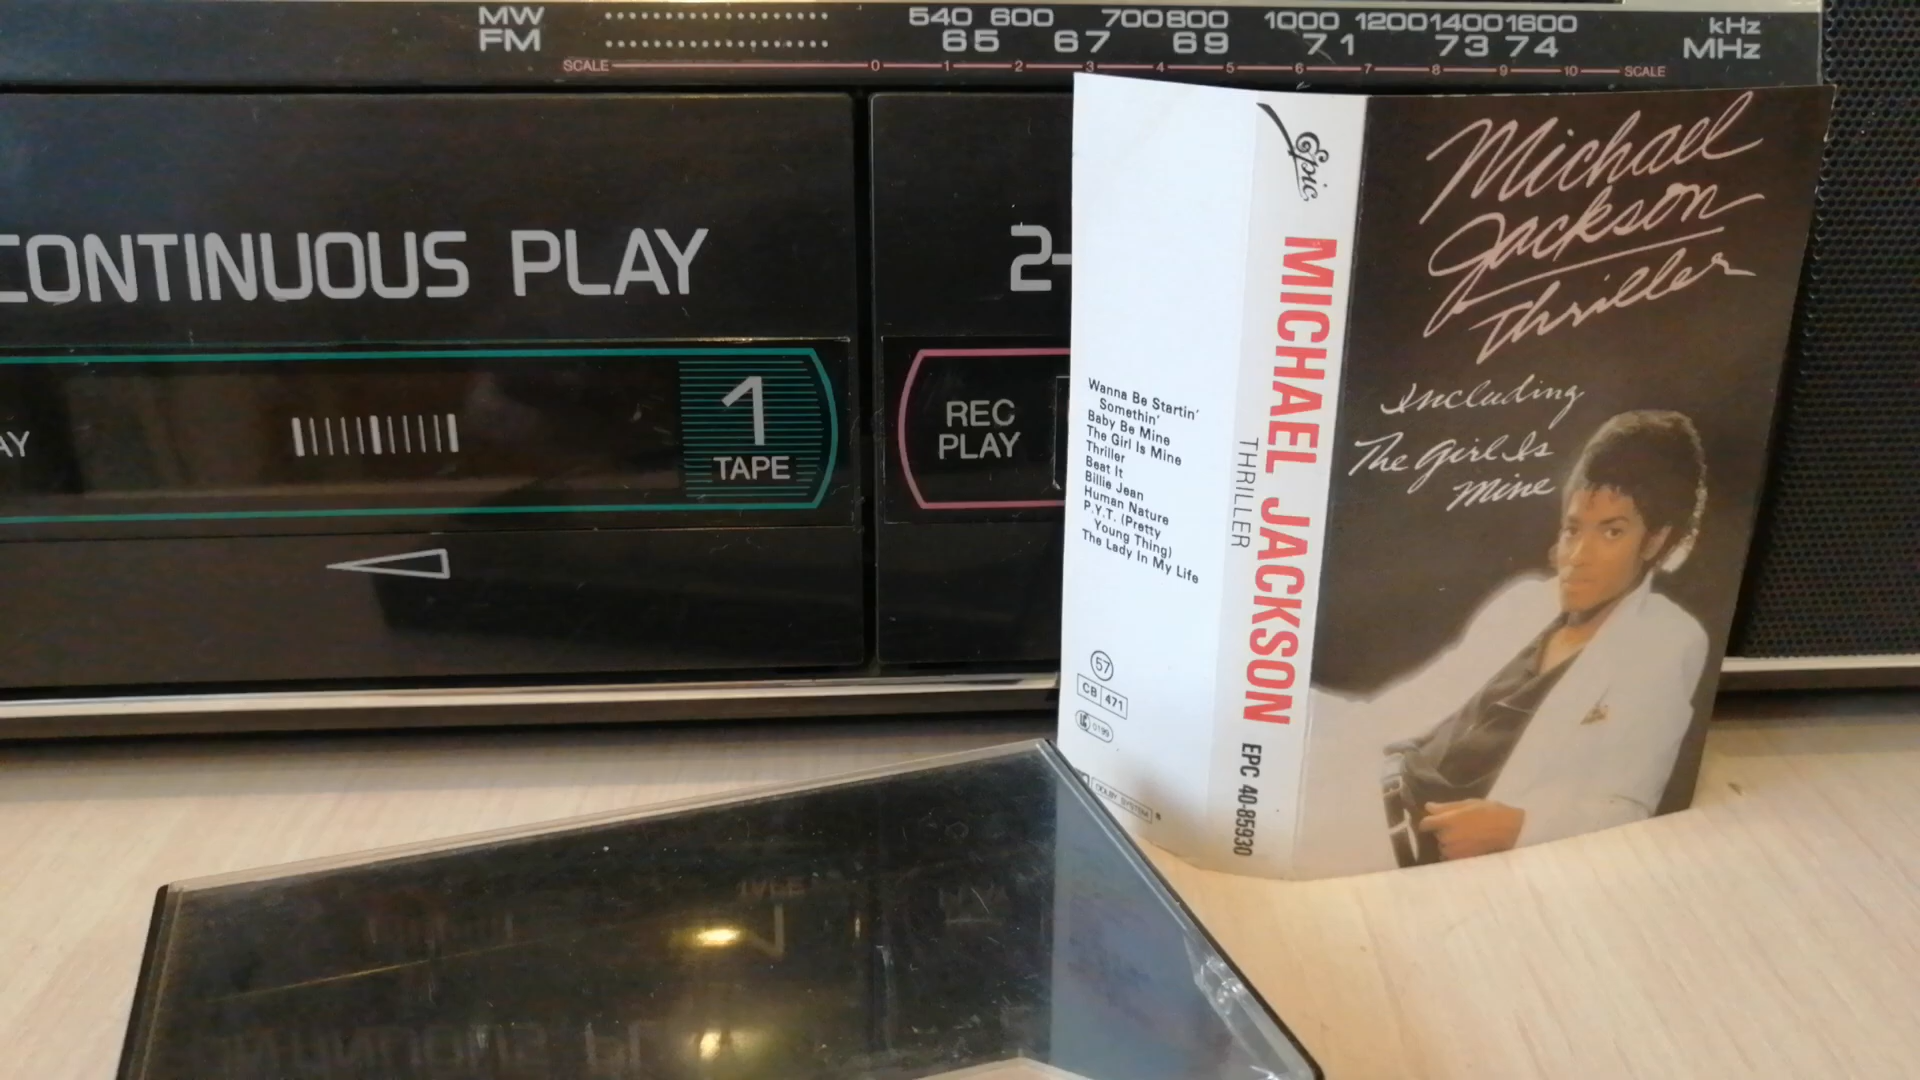 MW
FM
540 600 700 800 1000 1200 1400 1600 kHz
65 67 69 71 73 74 MHz
SCALE 0 1 2 3 4 5 6 7 8 9 10 SCALE
CONTINUOUS PLAY
2-
1
TAPE
REC
PLAY
Wanna Be Startin'
Somethin'
Baby Be Mine
The Girl Is Mine
Thriller
Beat It
Billie Jean
Human Nature
P.Y.T. (Pretty
Young Thing)
The Lady In My Life
57
CB 471
0199
DOLBY SYSTEM
Epic
MICHAEL JACKSON
THRILLER
EPC 40-85930
Michael
Jackson
Thriller
Including
The Girl Is
Mine